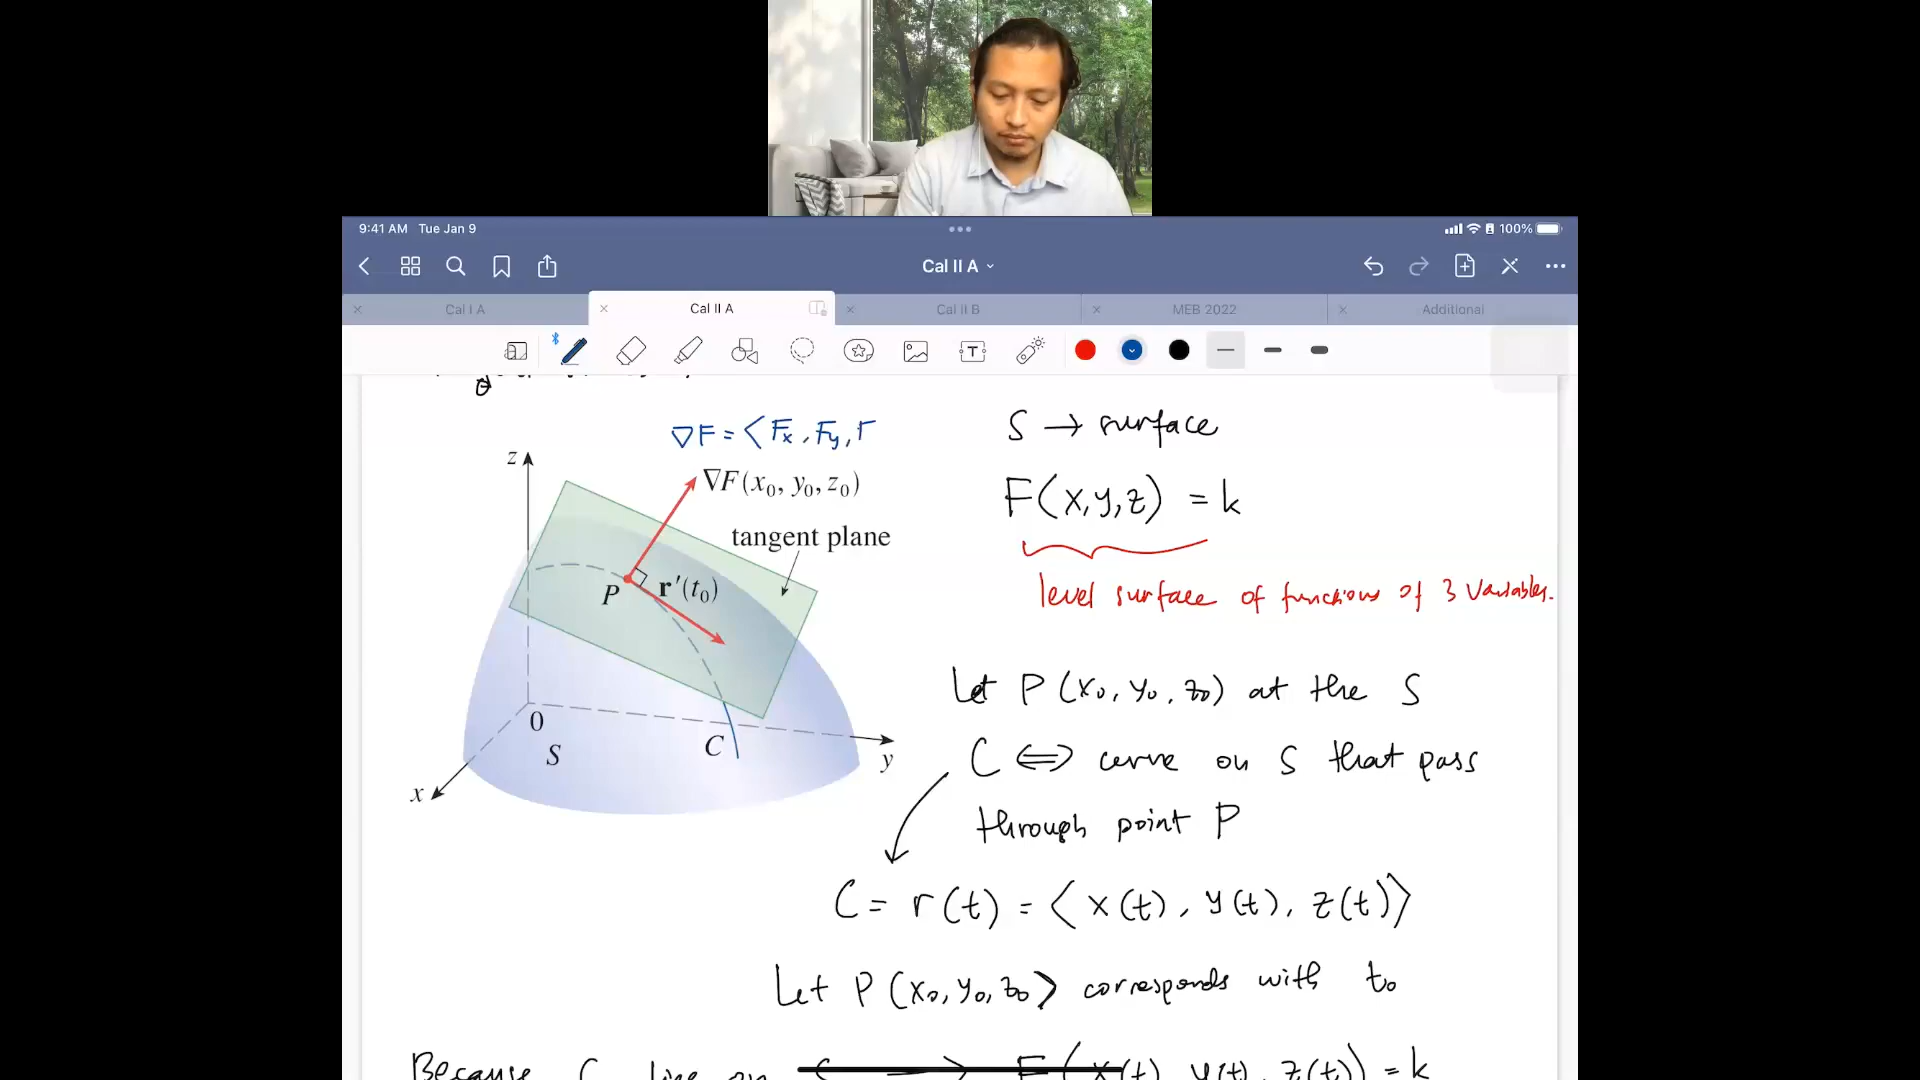 9:41 AM Tue Jan 9
100%
Cal II A
Cal I A
Cal II A
Cal II B
MEB 2022
Additional
T
∇F = ⟨Fx, Fy, F
z
∇F(x₀, y₀, z₀)
tangent plane
P
r′(t₀)
0
S
C
y
x
S → surface
F(x,y,z) = k
level surface of functions of 3 variables.
Let P(x₀, y₀, z₀) at the S
C ⟺ curve on S that pass
through point P
C = r(t) = ⟨x(t), y(t), z(t)⟩
Let P(x₀, y₀, z₀⟩ corresponds with t₀
Because C on S → F(x(t), y(t), z(t)) = k